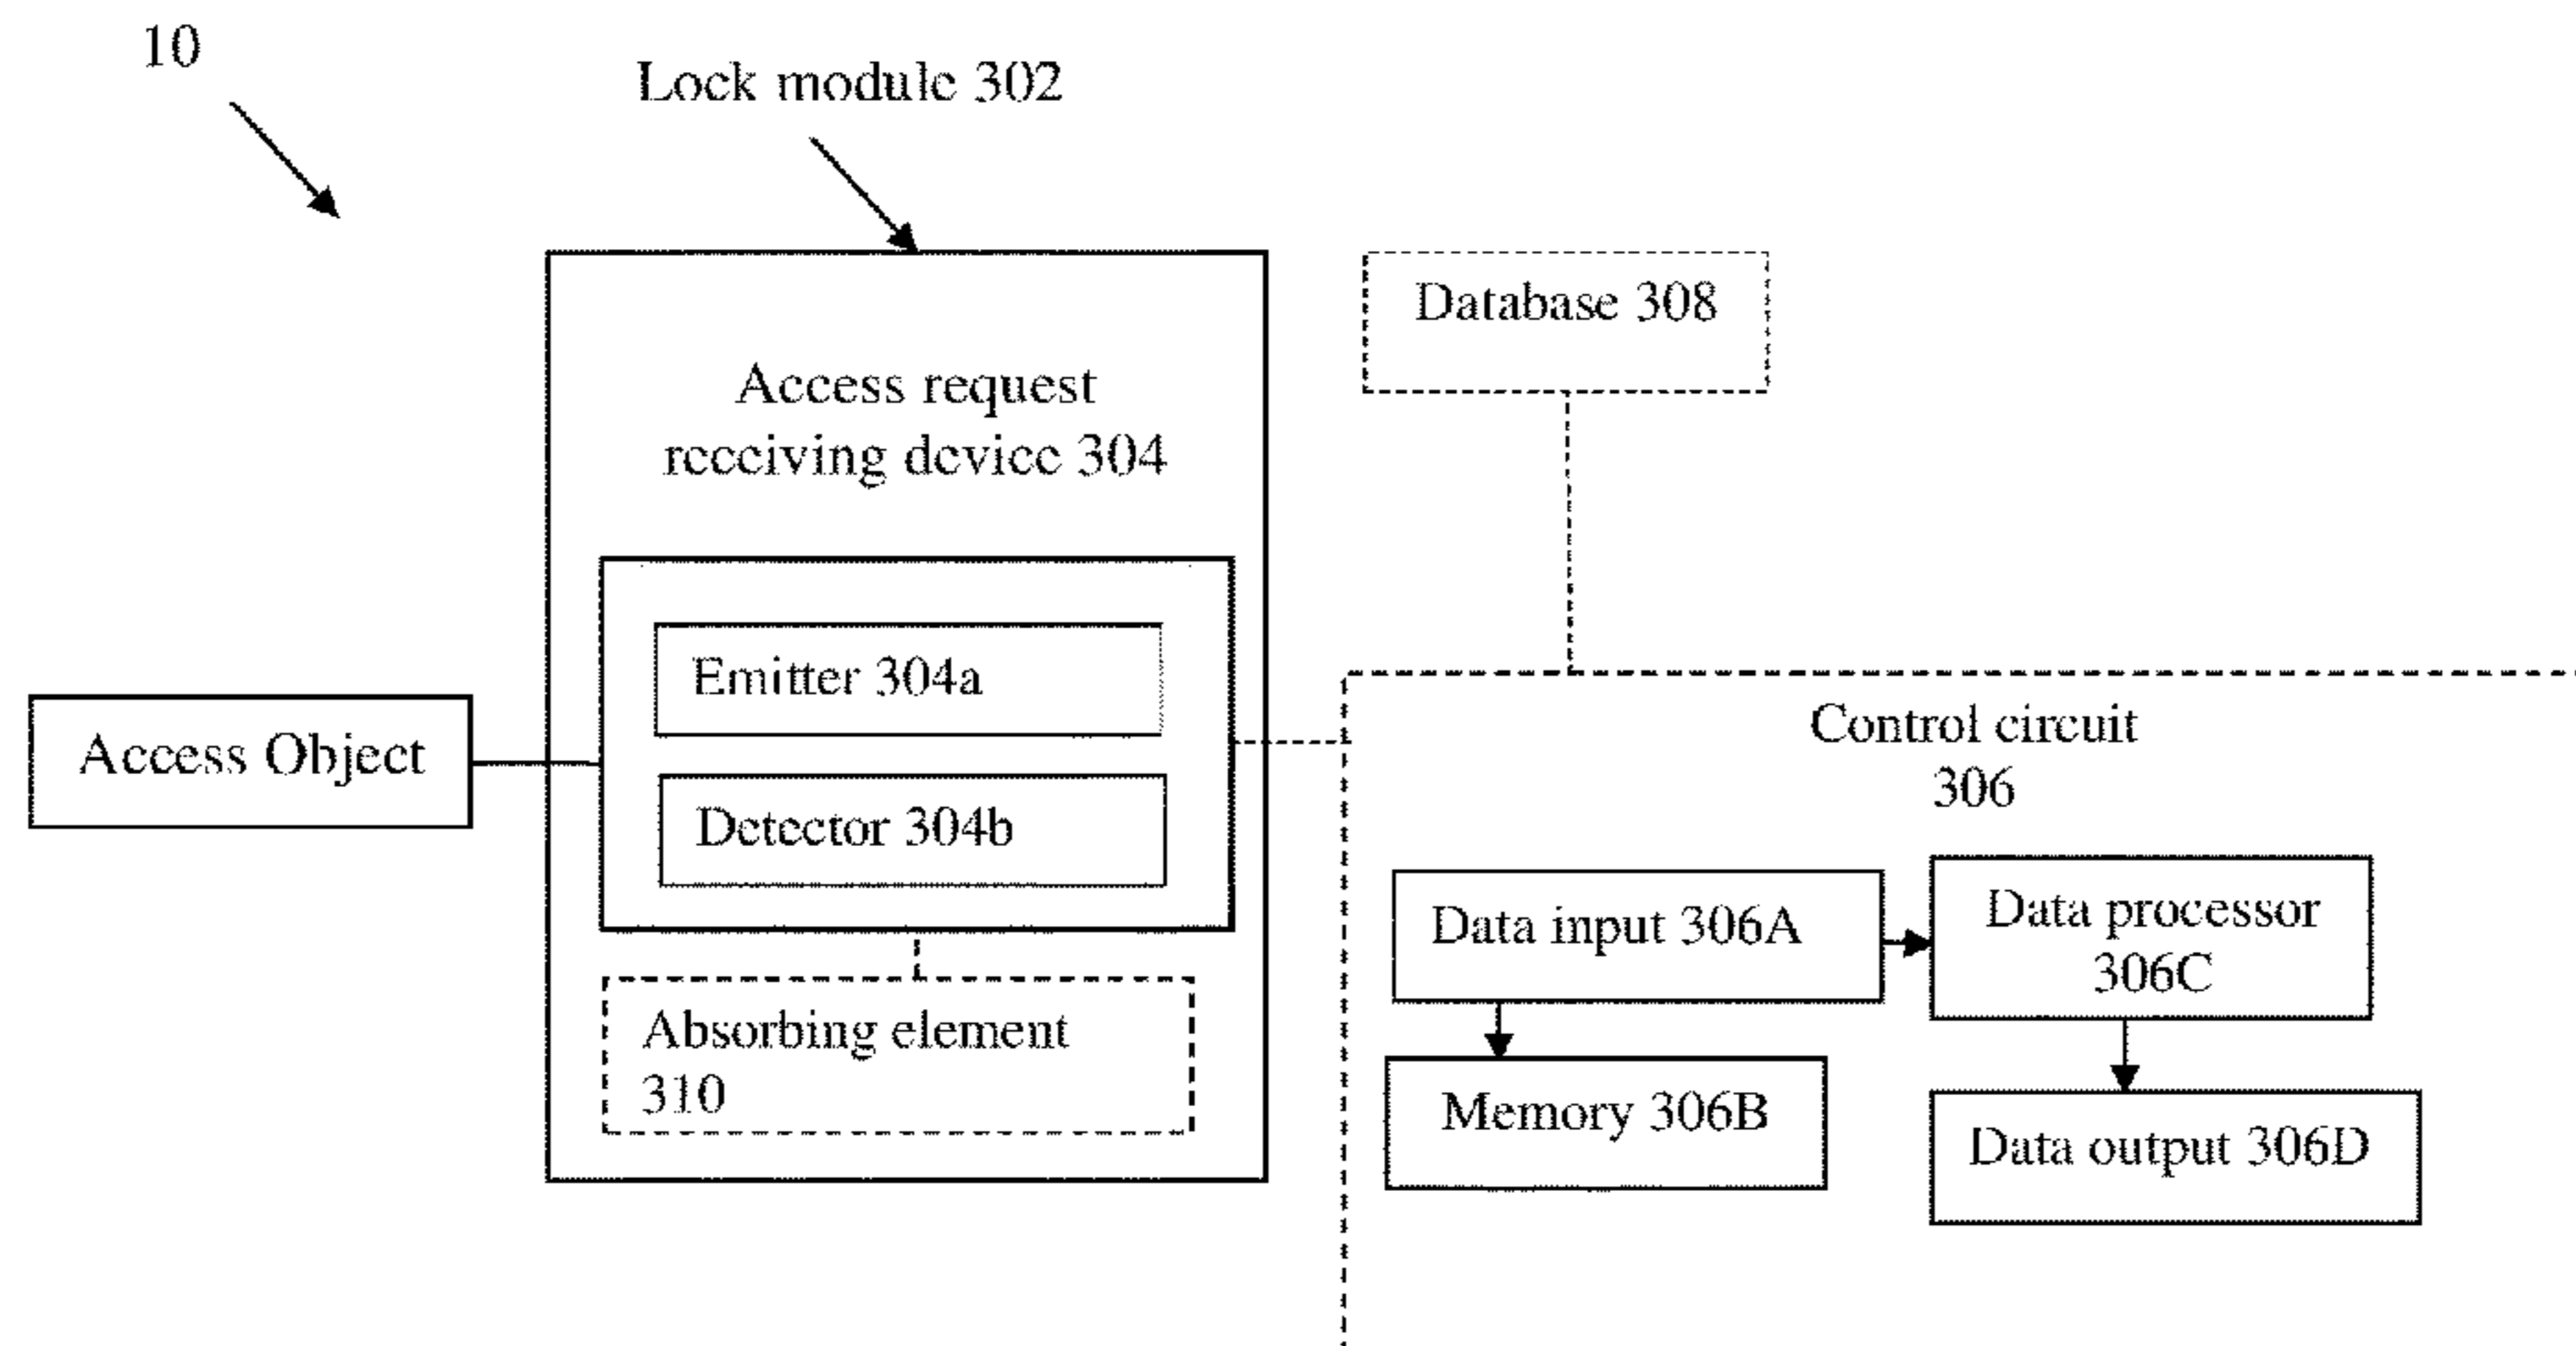 10
Lock module 302
Database 308
Access request
receiving device 304
Emitter 304a
Control circuit
306
Access Object
Detector 304b
Data input 306A
Data processor
306C
Absorbing element
310
Memory 306B
Data output 306D